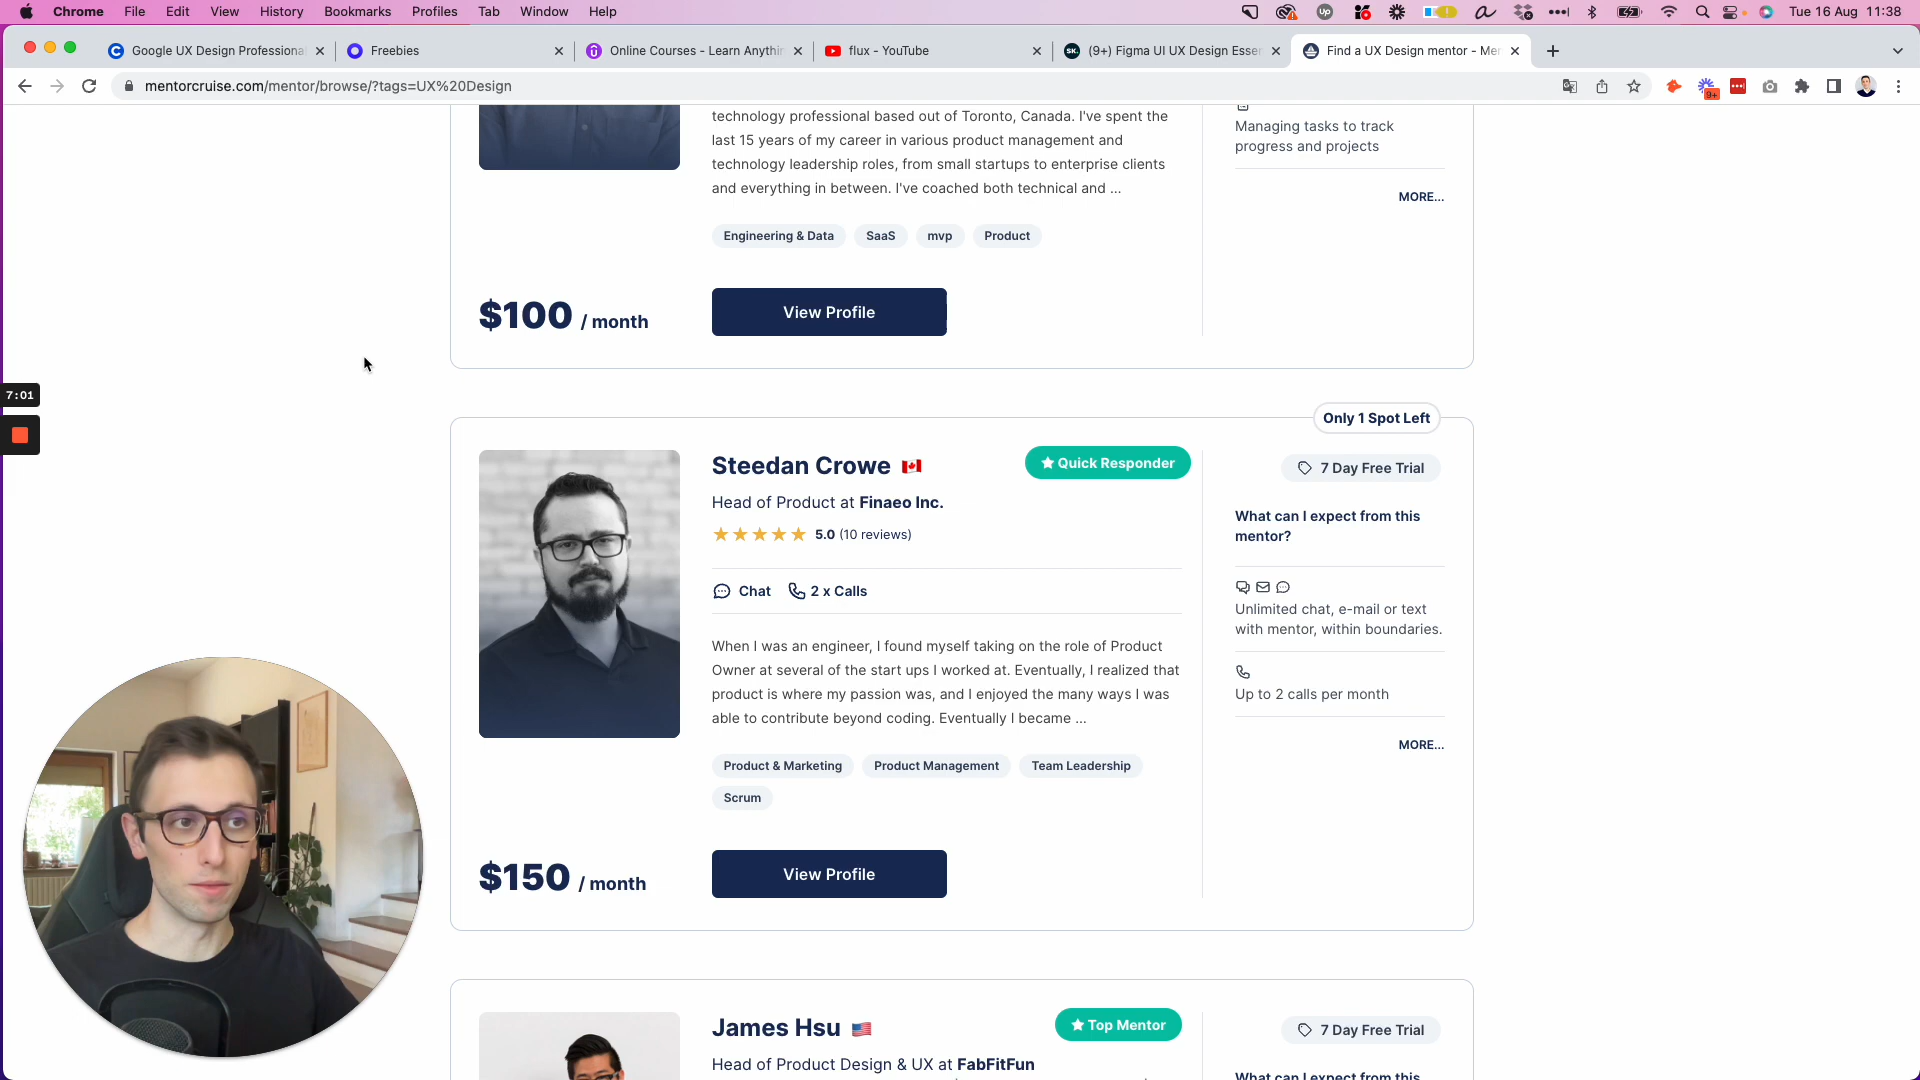 Chrome File Edit View History Bookmarks Profiles Tab Window Help Tue 16 Aug 11:38
Google UX Design Professiona Freebies Online Courses - Learn Anythin flux - YouTube (9+) Figma UI UX Design Esse Find a UX Design mentor - Me
mentorcruise.com/mentor/browse/?tags=UX%20Design
9+
technology professional based out of Toronto, Canada. I've spent the
last 15 years of my career in various product management and
technology leadership roles, from small startups to enterprise clients
and everything in between. I've coached both technical and ...
Managing tasks to track
progress and projects
MORE...
Engineering & Data SaaS mvp Product
$100 / month
View Profile
7:01
Only 1 Spot Left
Steedan Crowe
Quick Responder
Head of Product at Finaeo Inc.
5.0 (10 reviews)
Chat 2 x Calls
When I was an engineer, I found myself taking on the role of Product
Owner at several of the start ups I worked at. Eventually, I realized that
product is where my passion was, and I enjoyed the many ways I was
able to contribute beyond coding. Eventually I became ...
Product & Marketing Product Management Team Leadership
Scrum
$150 / month
View Profile
7 Day Free Trial
What can I expect from this
mentor?
Unlimited chat, e-mail or text
with mentor, within boundaries.
Up to 2 calls per month
MORE...
James Hsu
Top Mentor
Head of Product Design & UX at FabFitFun
7 Day Free Trial
What can I expect from this